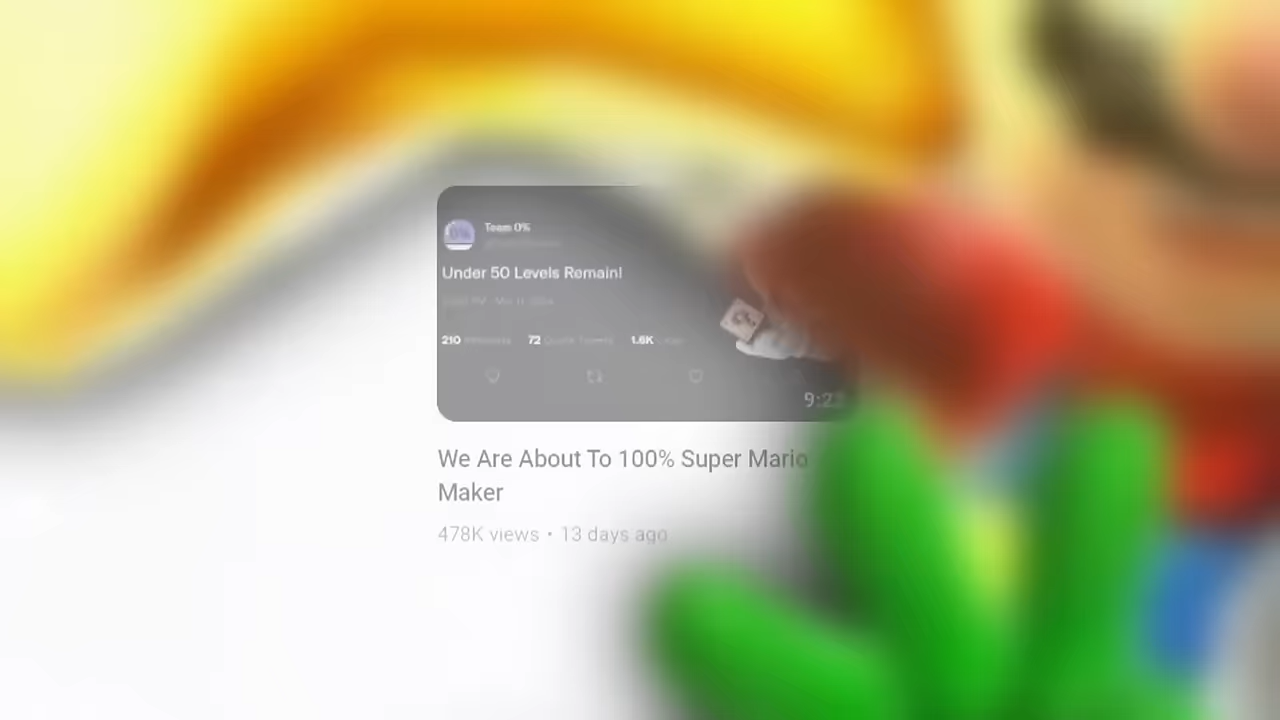 Team 0%
Under 50 Levels Remain!
210
72
1.6K
We Are About To 100% Super Mario
Maker
478K views • 13 days ago